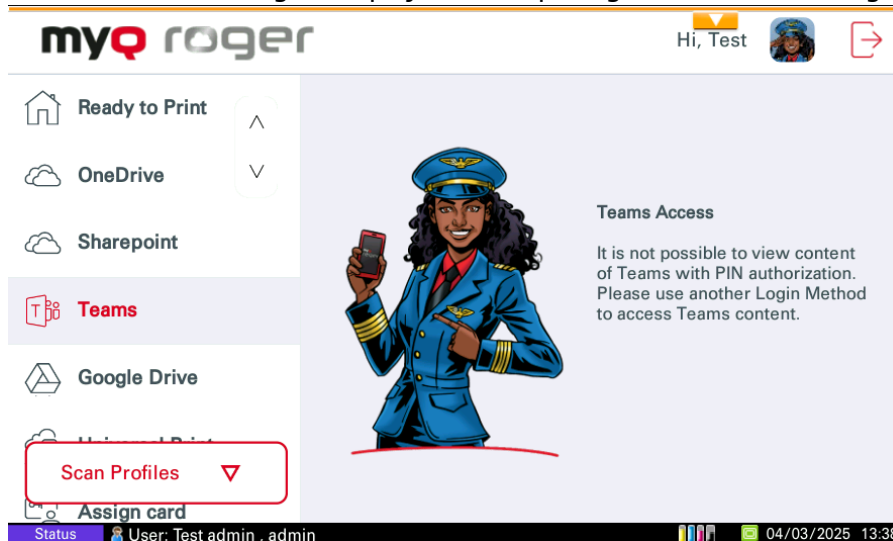 myQ roger
Hi, Test
Ready to Print
OneDrive
Sharepoint
Teams
Google Drive
Scan Profiles
Assign card
Teams Access
It is not possible to view content
of Teams with PIN authorization.
Please use another Login Method
to access Teams content.
Status
User: Test admin , admin
04/03/2025 13:38